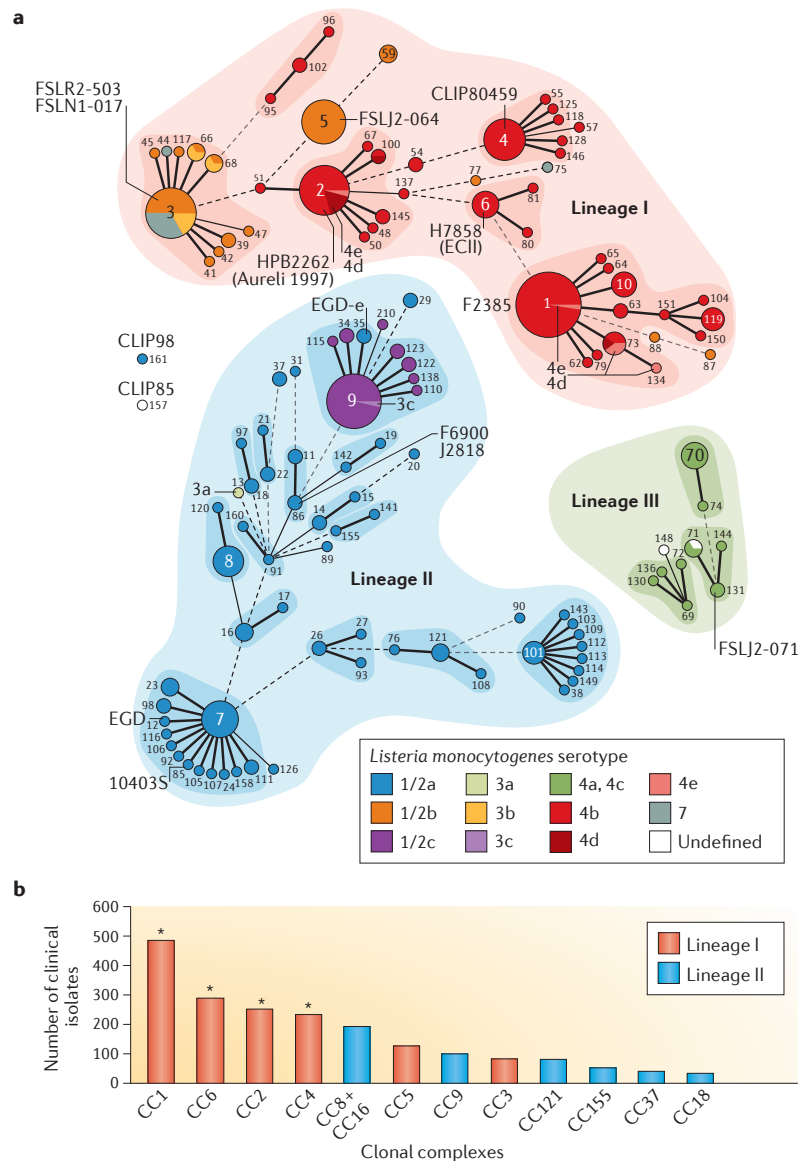 a
96
102
95
59
FSLR2-503
FSLN1-017
5
FSLJ2-064
CLIP80459
55
125
118
57
128
146
4
45
44
117
66
68
67
100
54
77
75
51
2
137
3
6
81
80
Lineage I
145
48
50
47
39
42
41
H7858
(ECII)
HPB2262
(Aureli 1997)
4e
4d
65
64
10
F2385
1
63
151
104
119
150
88
87
73
62
79
134
4e
4d
EGD-e
29
CLIP98
161
CLIP85
157
115
34
35
210
123
122
138
110
9
3c
37
31
F6900
J2818
21
97
19
142
20
11
22
13
18
86
3a
120
160
14
15
141
155
89
91
8
Lineage II
70
Lineage III
74
148
71
144
136
130
72
69
131
FSLJ2-071
16
17
26
27
93
76
121
108
90
101
143
103
109
112
113
114
149
38
23
EGD
98
12
116
106
92
10403S
85
105
107
24
158
111
126
7
Listeria monocytogenes serotype
1/2a
3a
4a, 4c
4e
1/2b
3b
4b
7
1/2c
3c
4d
Undefined
b
Number of clinical
isolates
600
500
400
300
200
100
0
*
*
*
*
Lineage I
Lineage II
CC1
CC6
CC2
CC4
CC8+
CC16
CC5
CC9
CC3
CC121
CC155
CC37
CC18
Clonal complexes